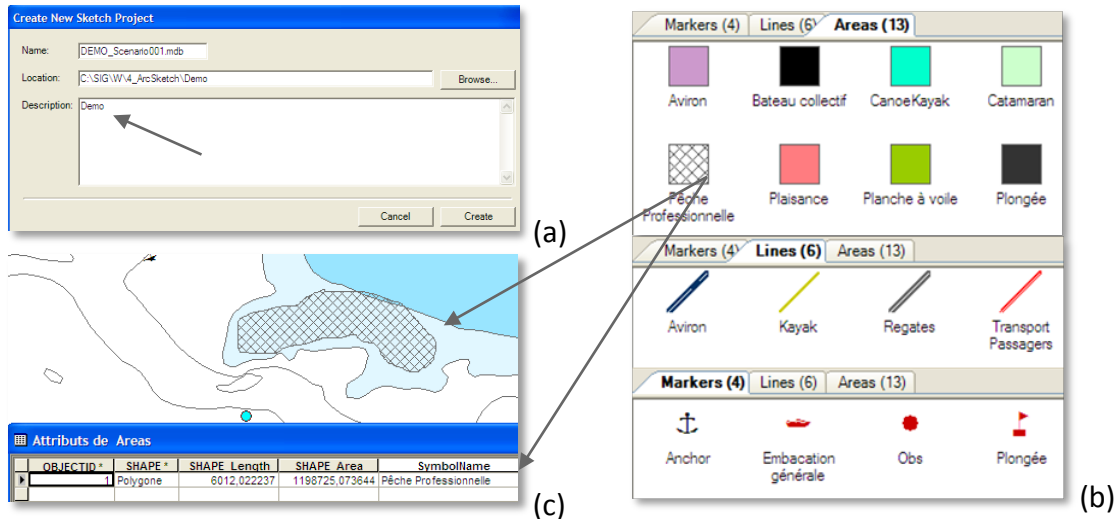 Create New Sketch Project
Name: DEMO_Scenario001.mdb
Location: C:\SIG\W\4_ArcSketch\Demo Browse...
Description: Demo
Cancel Create
(a)
Markers (4) Lines (6) Areas (13)
Aviron Bateau collectif CanoeKayak Catamaran
Pêche Professionnelle Plaisance Planche à voile Plongée
Markers (4) Lines (6) Areas (13)
Aviron Kayak Regates Transport Passagers
Markers (4) Lines (6) Areas (13)
Anchor Embacation générale Obs Plongée
(b)
Attributs de Areas
OBJECTID * SHAPE * SHAPE_Length SHAPE_Area SymbolName
1 Polygone 6012,022237 1198725,073644 Pêche Professionnelle
(c)